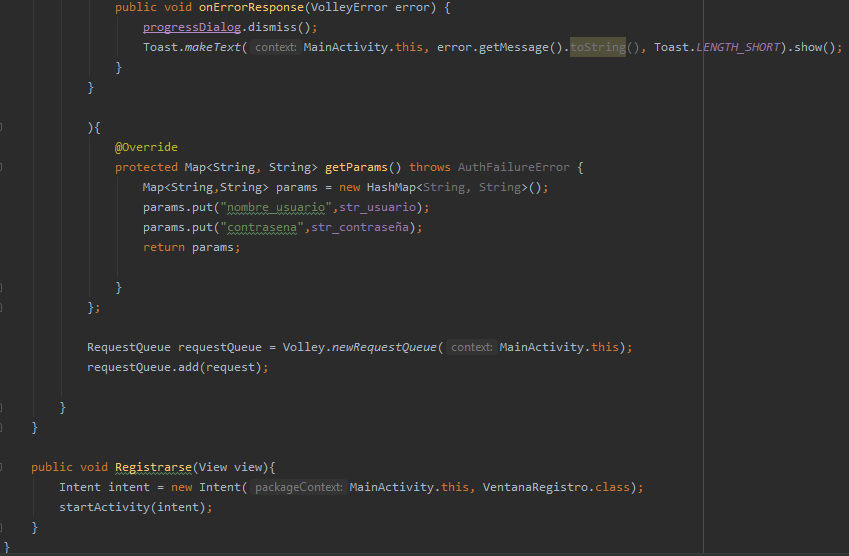 public void onErrorResponse(VolleyError error) {
progressDialog.dismiss();
Toast.makeText( context: MainActivity.this, error.getMessage().toString(), Toast.LENGTH_SHORT).show();
}
}
){
@Override
protected Map<String, String> getParams() throws AuthFailureError {
Map<String,String> params = new HashMap<String, String>();
params.put("nombre_usuario",str_usuario);
params.put("contrasena",str_contraseña);
return params;
}
};
RequestQueue requestQueue = Volley.newRequestQueue( context: MainActivity.this);
requestQueue.add(request);
}
}
public void Registrarse(View view){
Intent intent = new Intent( packageContext: MainActivity.this, VentanaRegistro.class);
startActivity(intent);
}
}